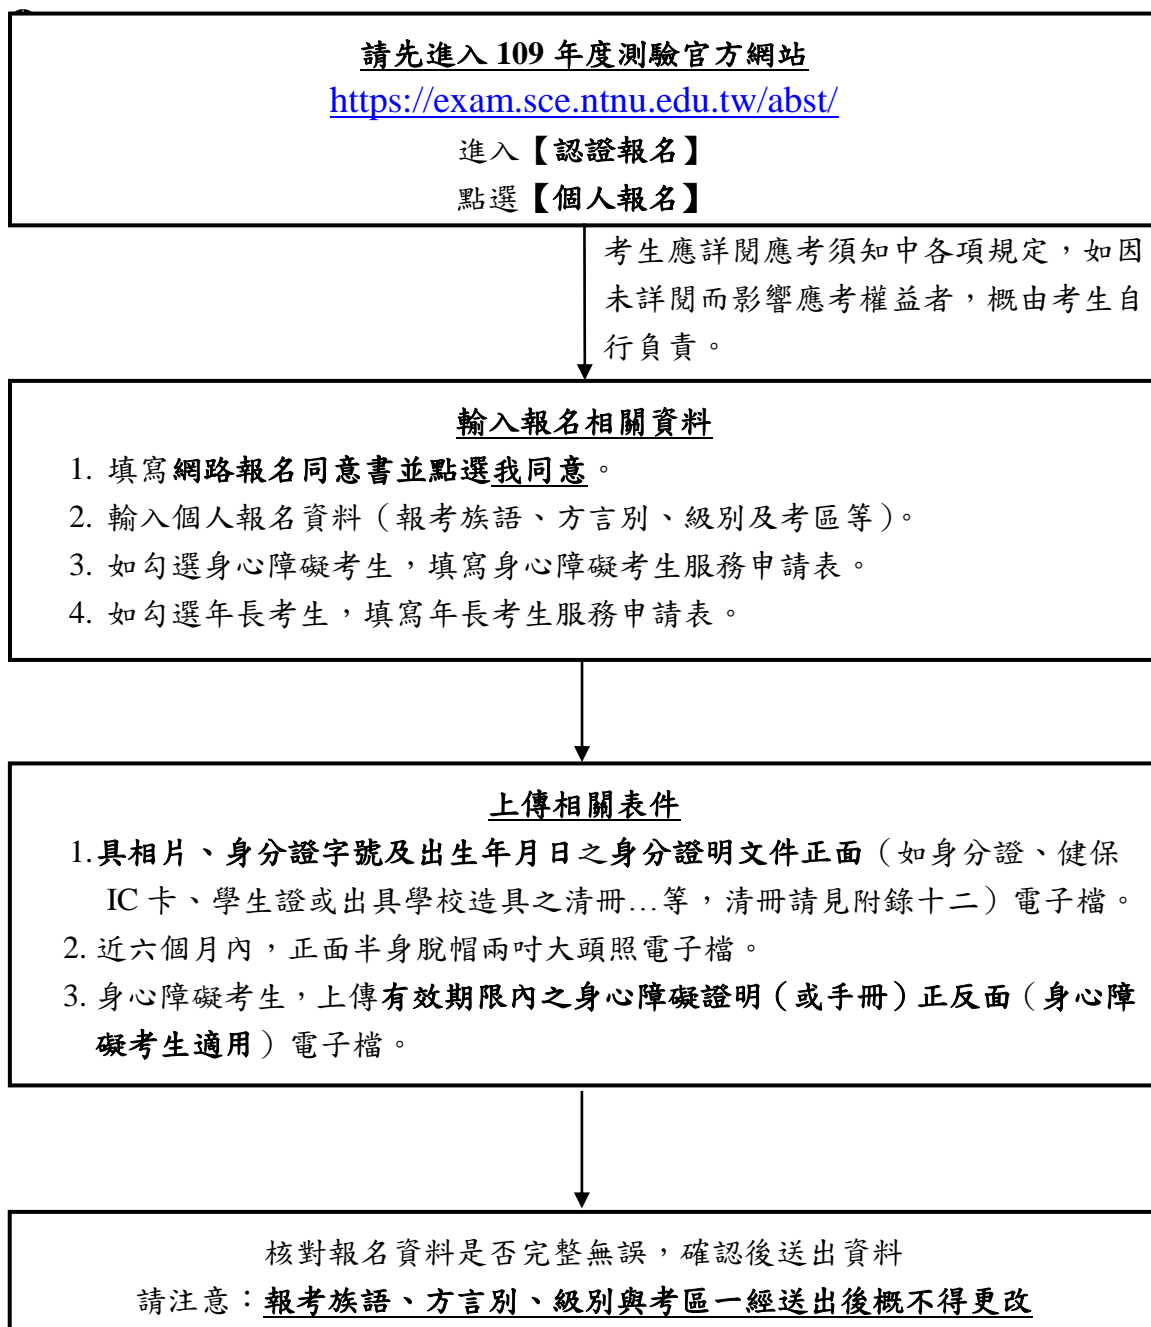 請先進入 109 年度測驗官方網站
https://exam.sce.ntnu.edu.tw/abst/
進入【認證報名】
點選【個人報名】
考生應詳閱應考須知中各項規定，如因
未詳閱而影響應考權益者，概由考生自
行負責。
輸入報名相關資料
1. 填寫網路報名同意書並點選我同意。
2. 輸入個人報名資料（報考族語、方言別、級別及考區等）。
3. 如勾選身心障礙考生，填寫身心障礙考生服務申請表。
4. 如勾選年長考生，填寫年長考生服務申請表。
上傳相關表件
1.具相片、身分證字號及出生年月日之身分證明文件正面（如身分證、健保
IC 卡、學生證或出具學校造具之清冊…等，清冊請見附錄十二）電子檔。
2. 近六個月內，正面半身脫帽兩吋大頭照電子檔。
3. 身心障礙考生，上傳有效期限內之身心障礙證明（或手冊）正反面（身心障
礙考生適用）電子檔。
核對報名資料是否完整無誤，確認後送出資料
請注意：報考族語、方言別、級別與考區一經送出後概不得更改